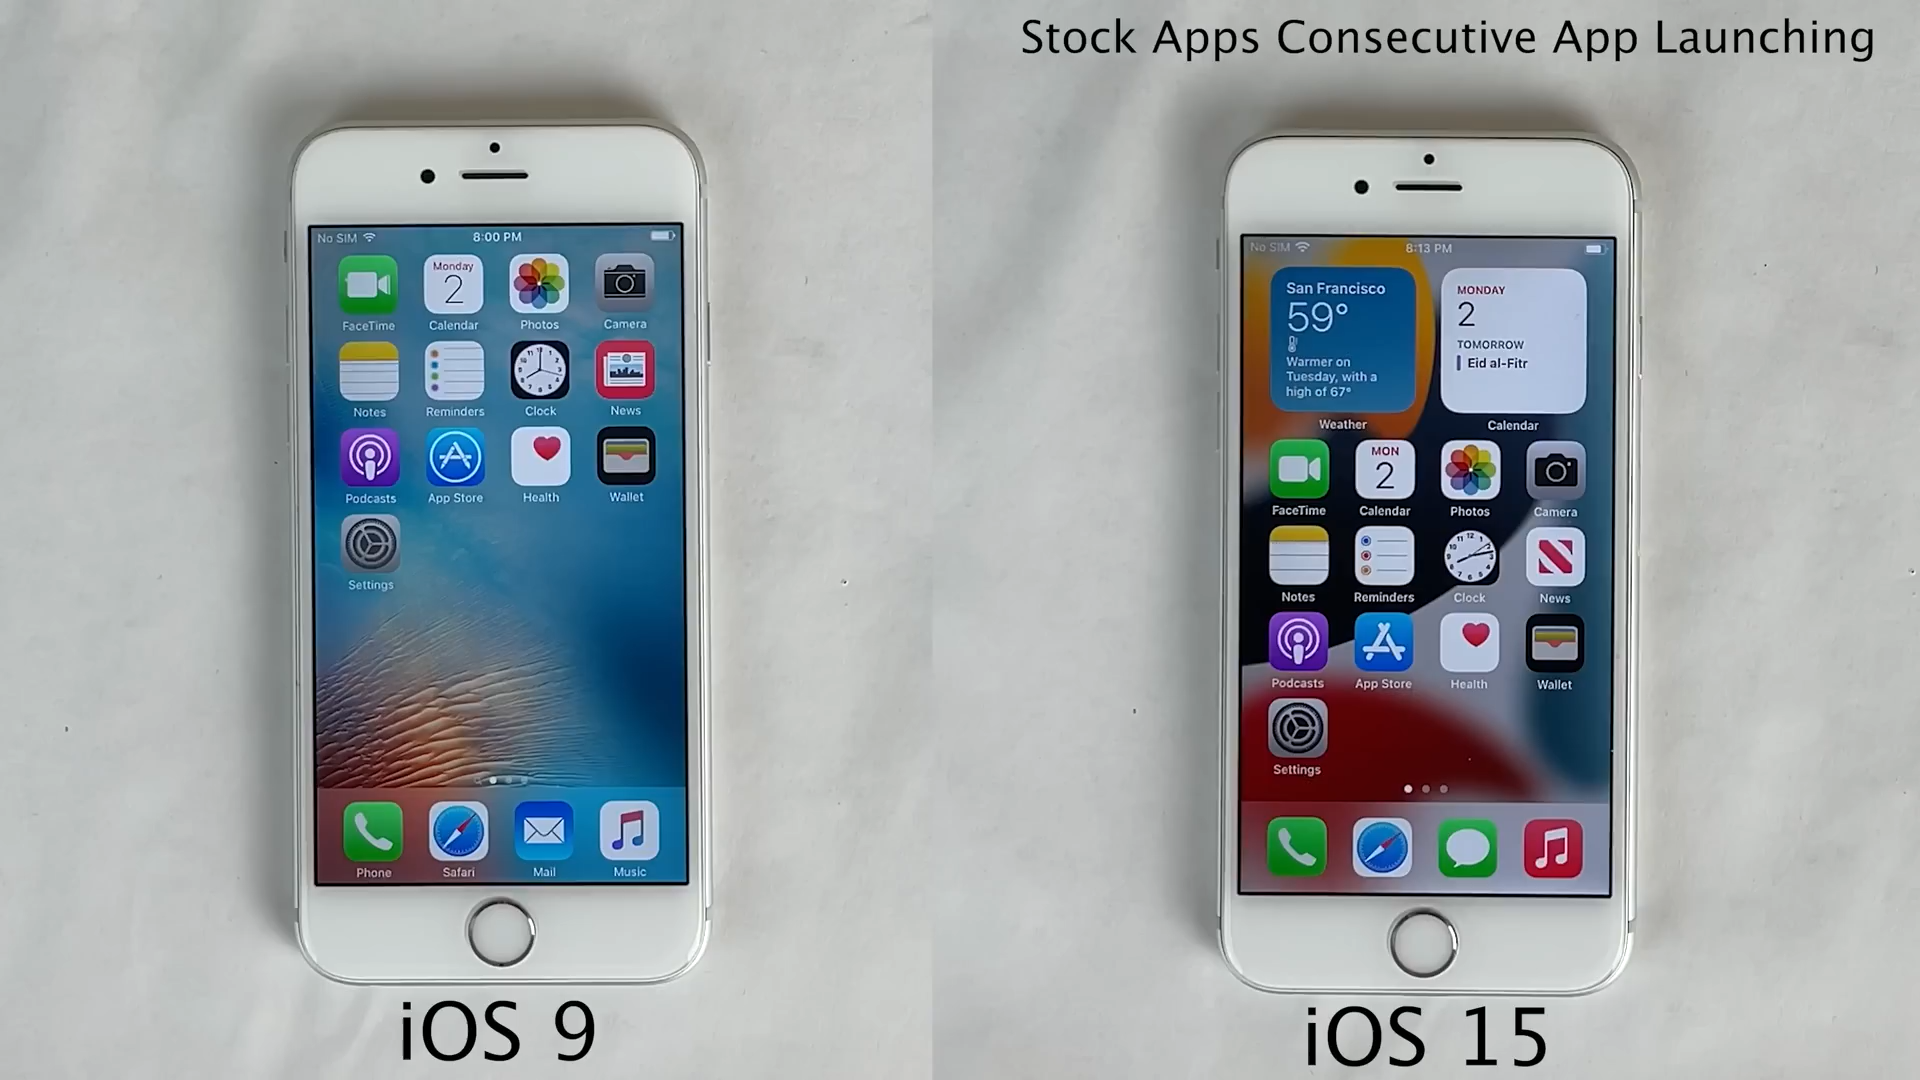 Stock Apps Consecutive App Launching
No SIM 8:00 PM
Monday
2
FaceTime Calendar Photos Camera
Notes Reminders Clock News
Podcasts App Store Health Wallet
Settings
Phone Safari Mail Music
iOS 9
No SIM 8:13 PM
San Francisco
59°
Warmer on
Tuesday, with a
high of 67°
Weather
MONDAY
2
TOMORROW
Eid al-Fitr
Calendar
MON
2
FaceTime Calendar Photos Camera
Notes Reminders Clock News
Podcasts App Store Health Wallet
Settings
iOS 15